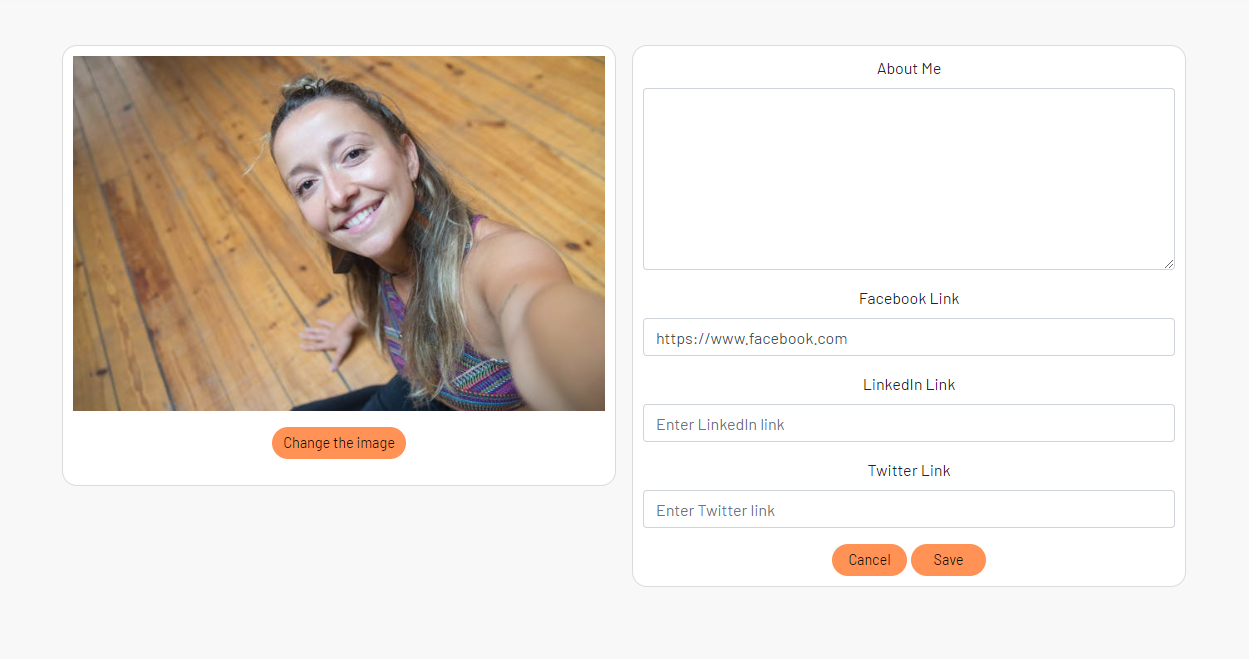 Change the image
About Me
Facebook Link
https://www.facebook.com
LinkedIn Link
Enter LinkedIn link
Twitter Link
Enter Twitter link
Cancel
Save